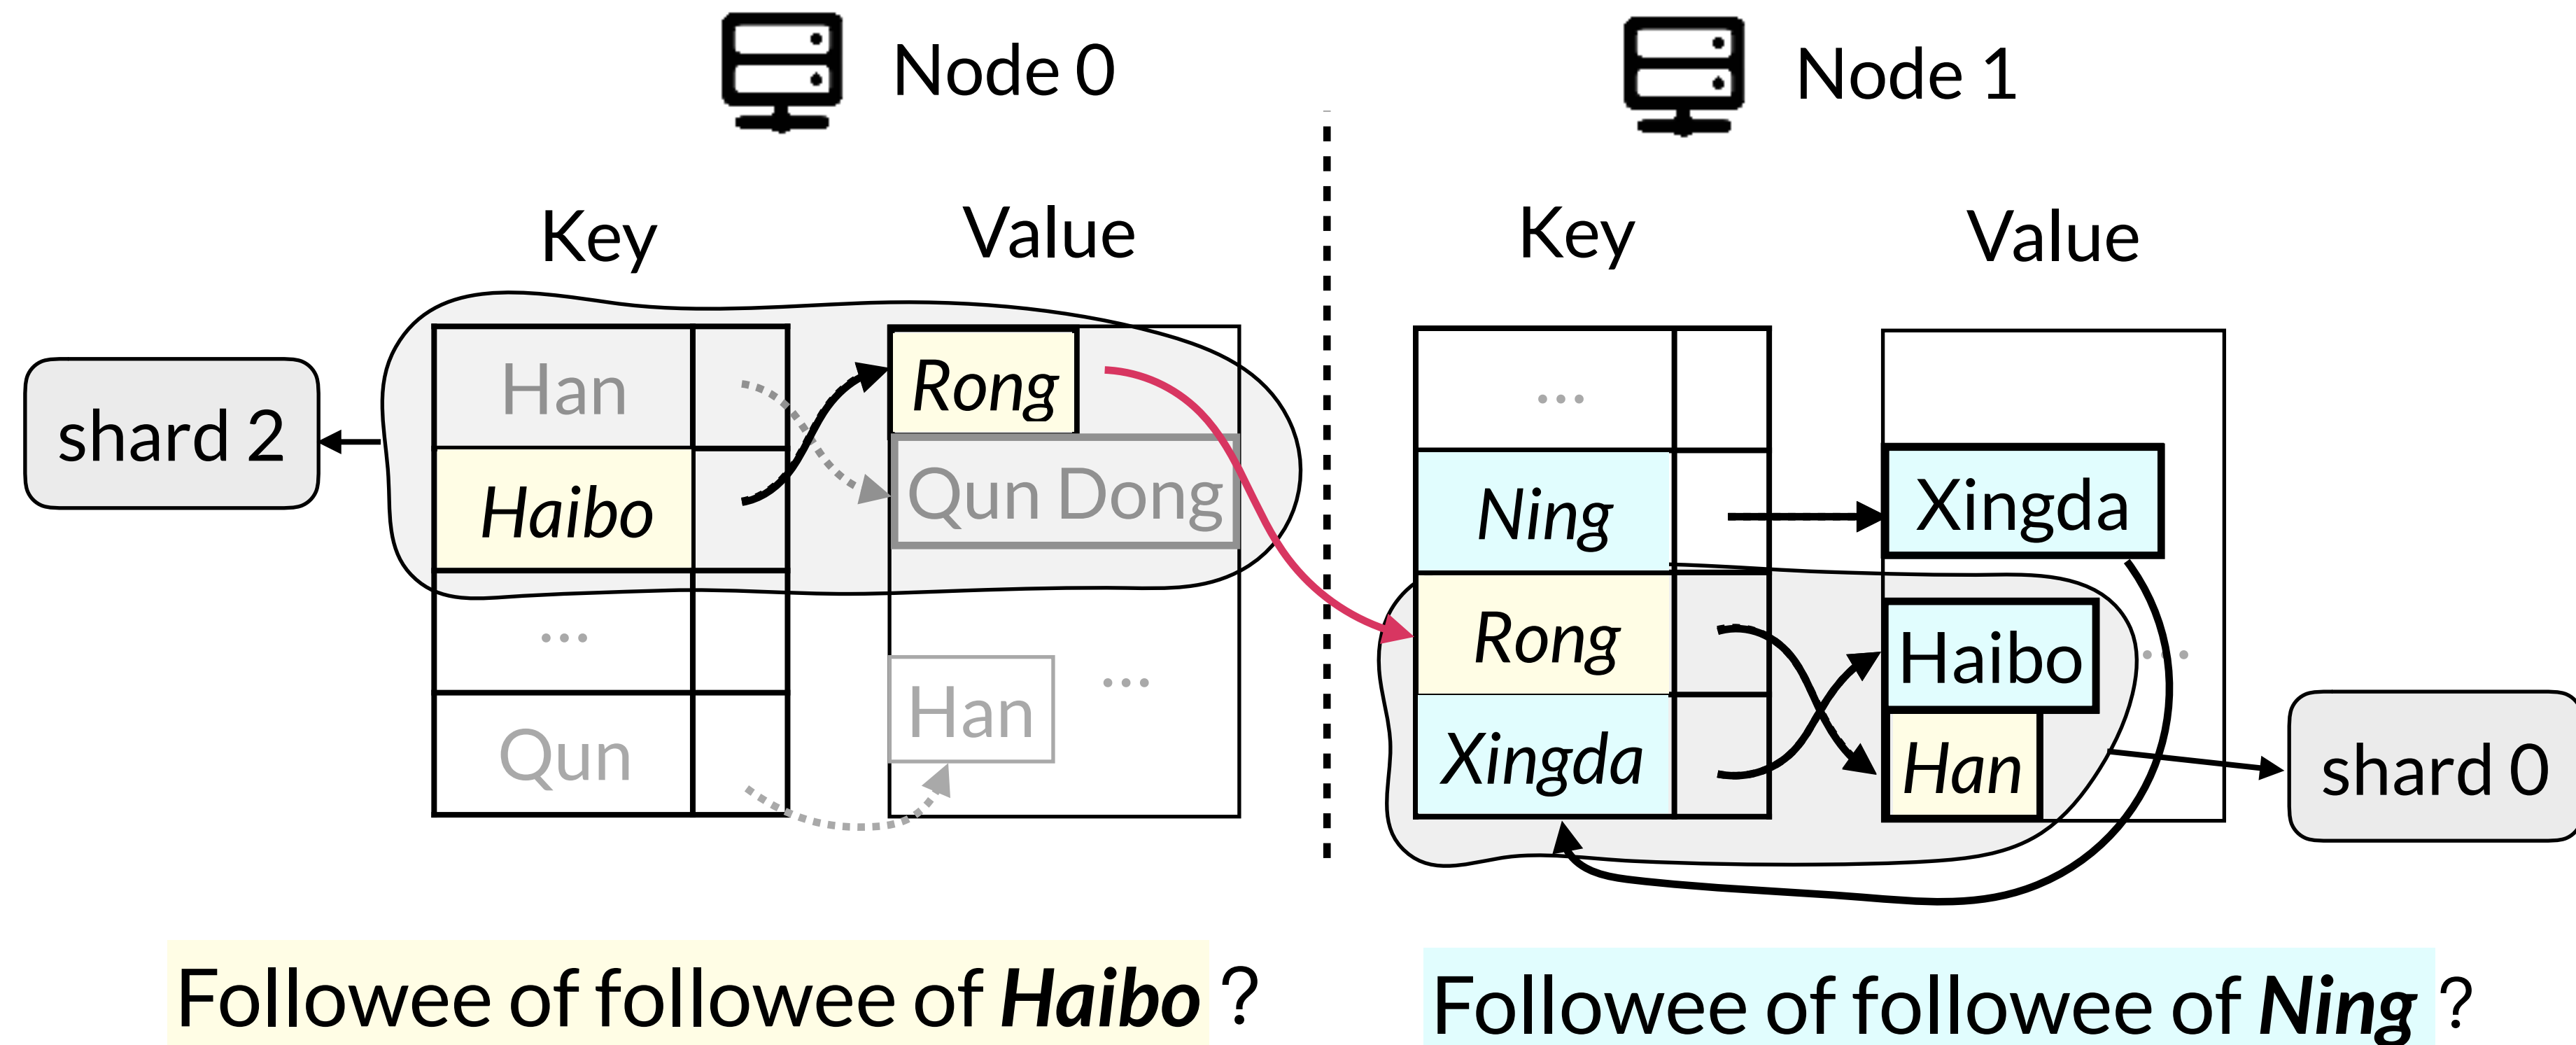 Node 0
Node 1
Key
Value
Key
Value
shard 2
Han
Haibo
...
Qun
Rong
Qun Dong
Han
...
...
Ning
Rong
Xingda
Xingda
Haibo
Han
...
shard 0
Followee of followee of Haibo ?
Followee of followee of Ning ?